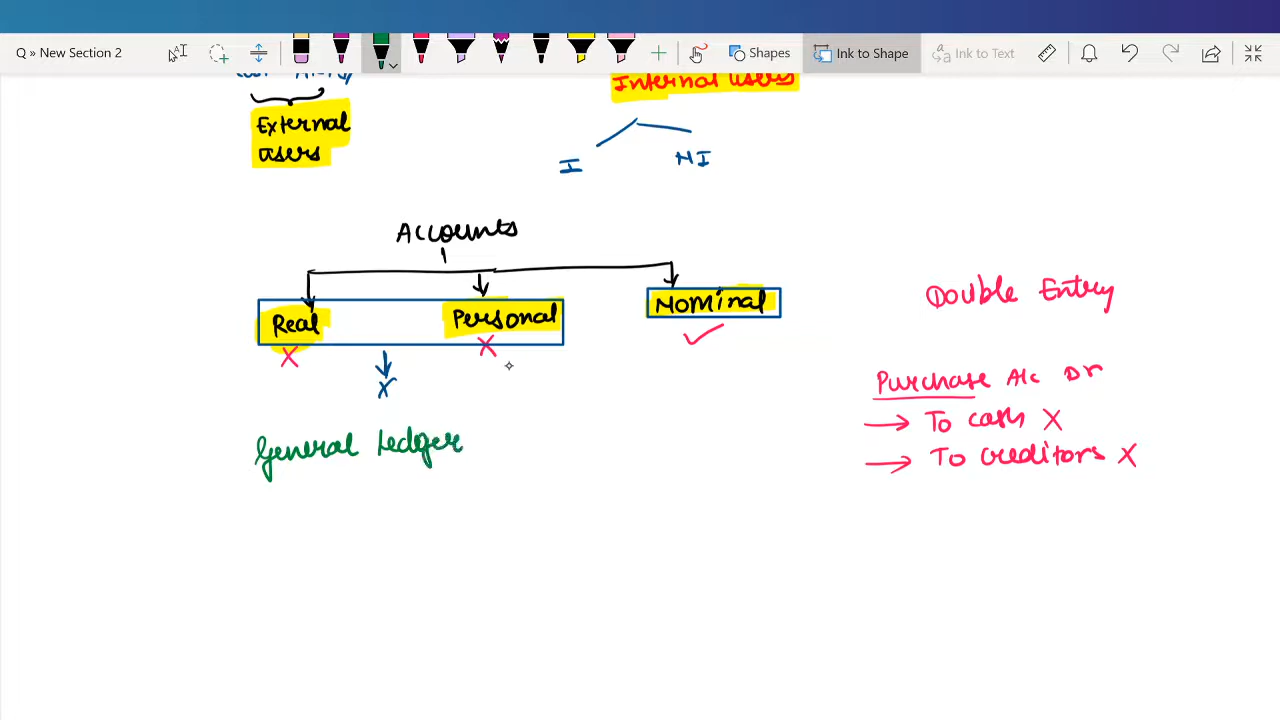 Q » New Section 2
Shapes
Ink to Shape
Ink to Text
Internal users
External
users
I
NI
Accounts
Real
Personal
Nominal
X
X
X
General Ledger
Double Entry
Purchase A/c Dr
→ To cash X
→ To creditors X